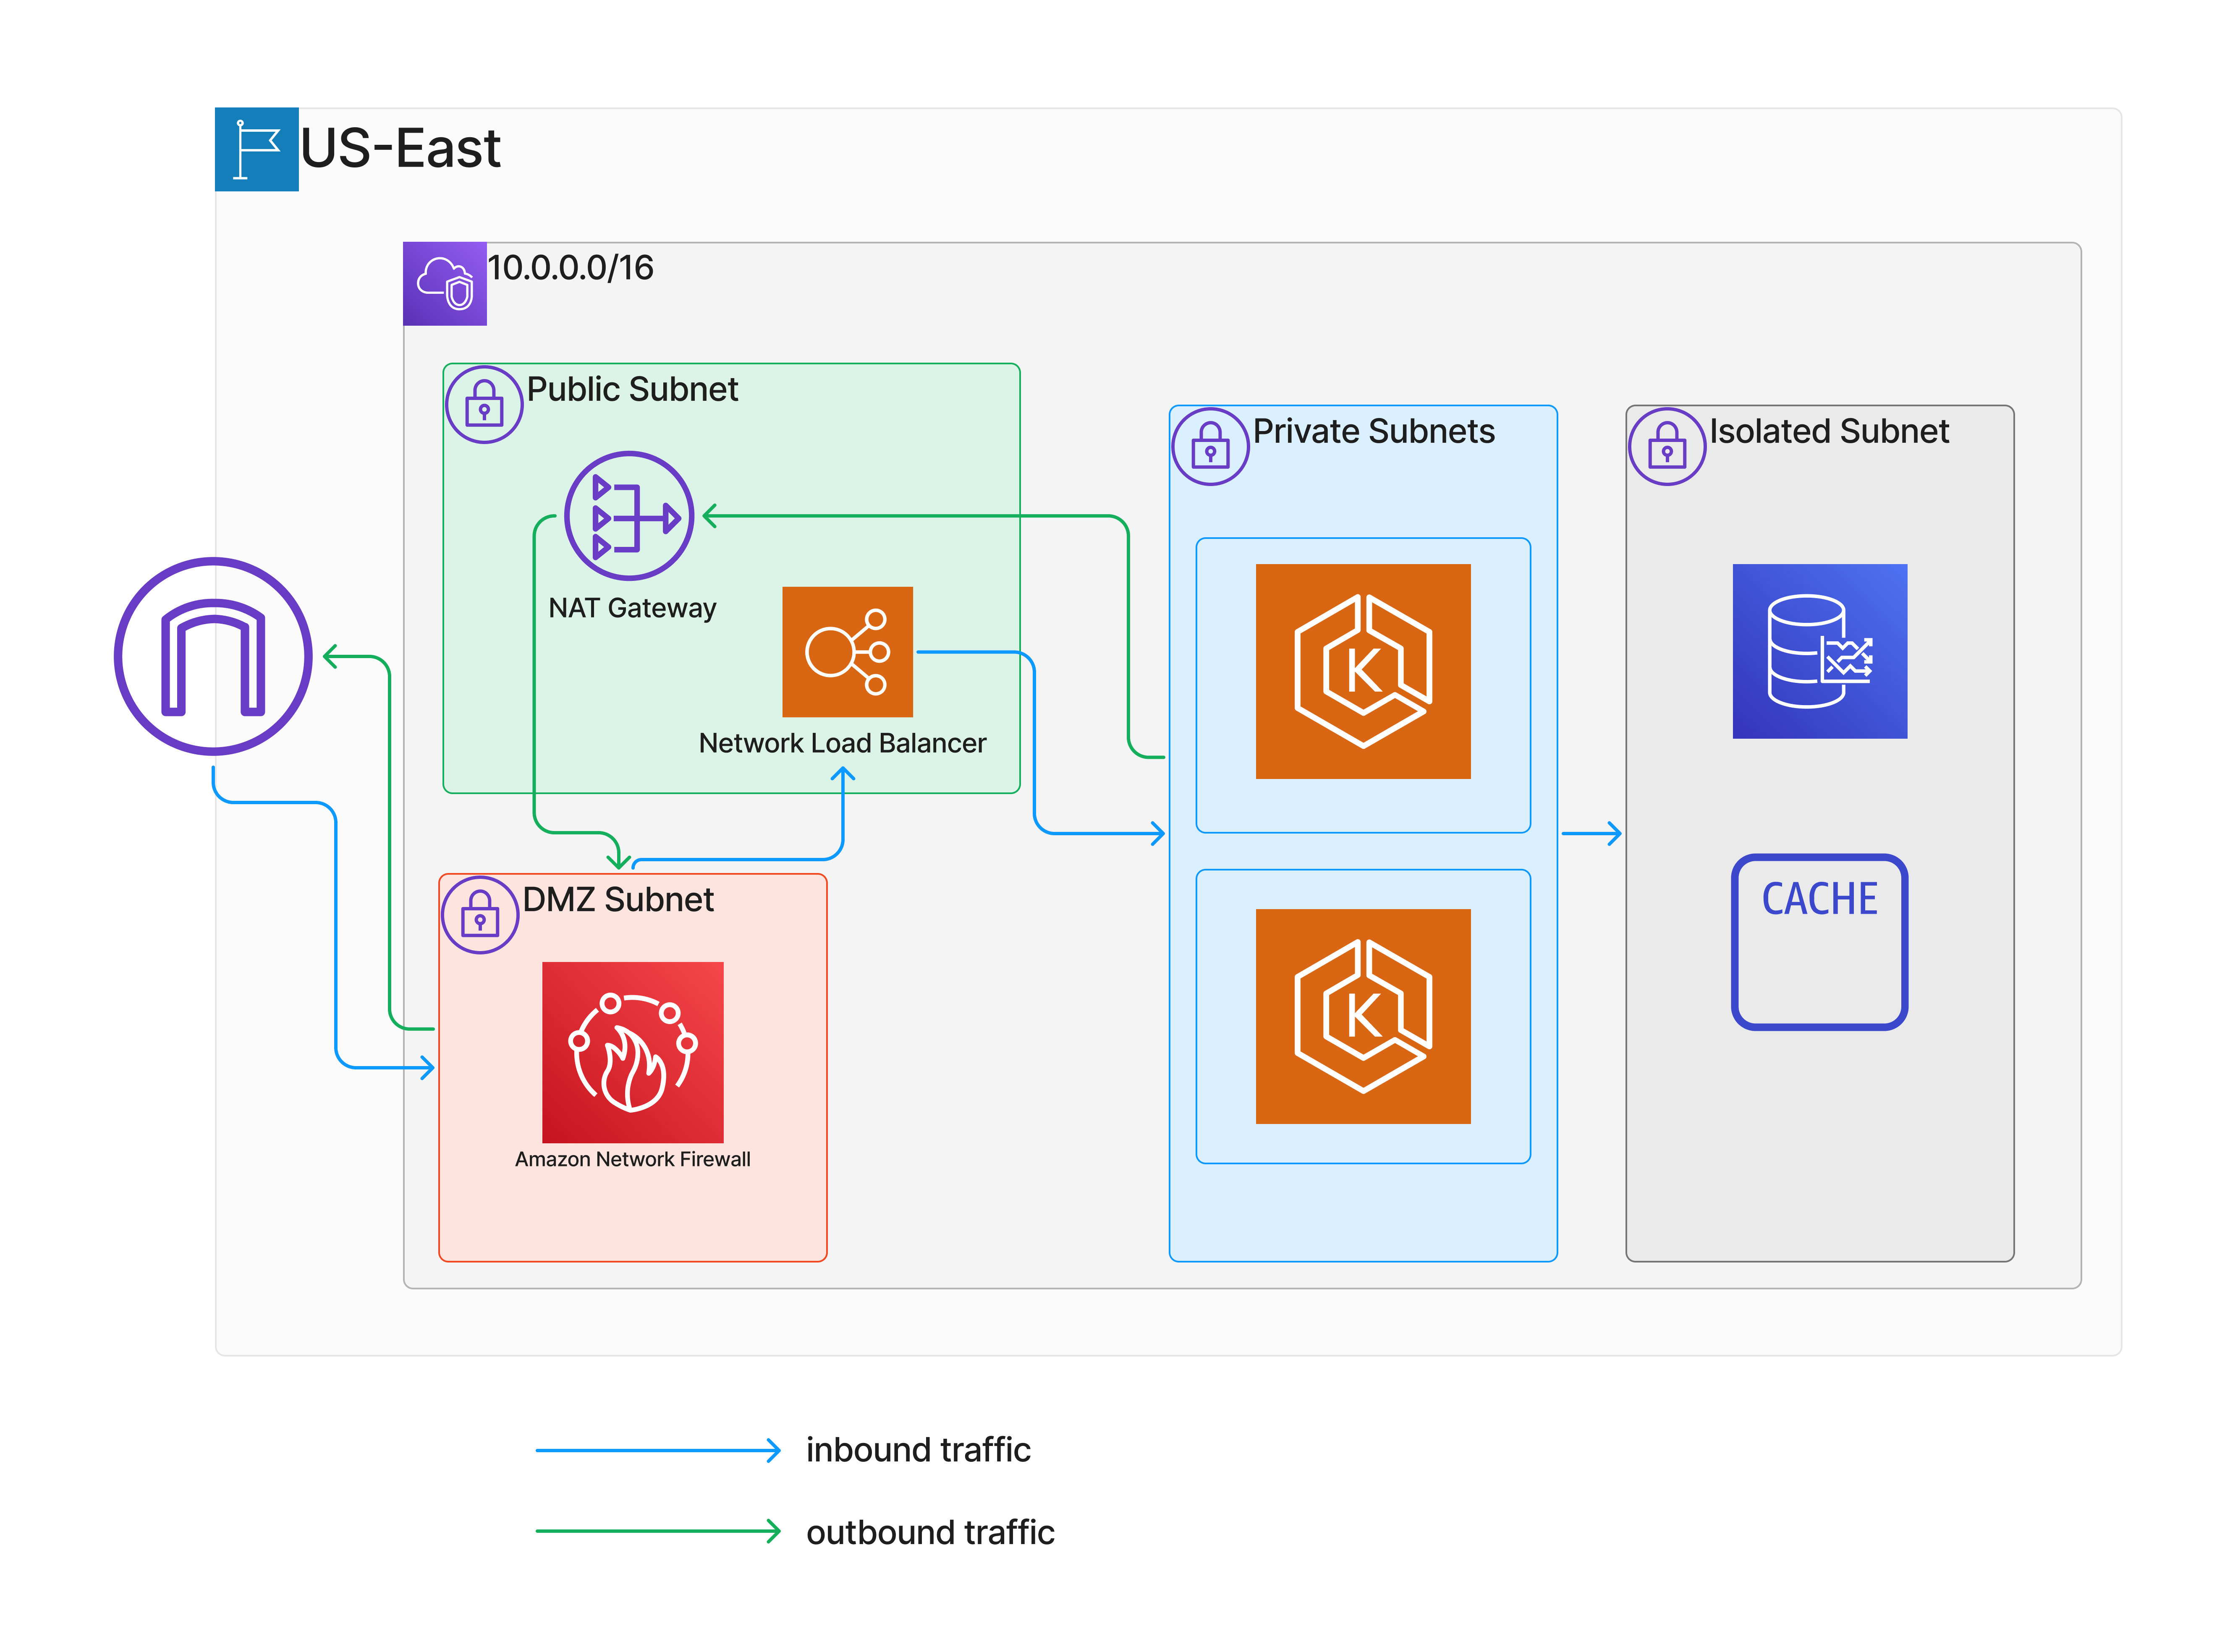 US-East
10.0.0.0/16
Public Subnet
NAT Gateway
Network Load Balancer
DMZ Subnet
Amazon Network Firewall
Private Subnets
K
K
Isolated Subnet
CACHE
inbound traffic
outbound traffic